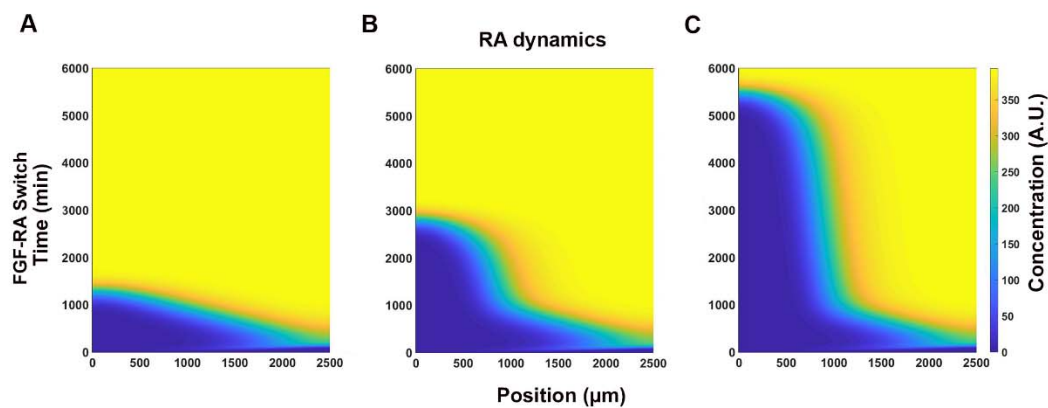 A
B
C
RA dynamics
FGF-RA Switch
Time (min)
6000
5000
4000
3000
2000
1000
0
0 500 1000 1500 2000 2500
6000
5000
4000
3000
2000
1000
0
0 500 1000 1500 2000 2500
6000
5000
4000
3000
2000
1000
0
0 500 1000 1500 2000 2500
350
300
250
200
150
100
50
0
Concentration (A.U.)
Position (µm)